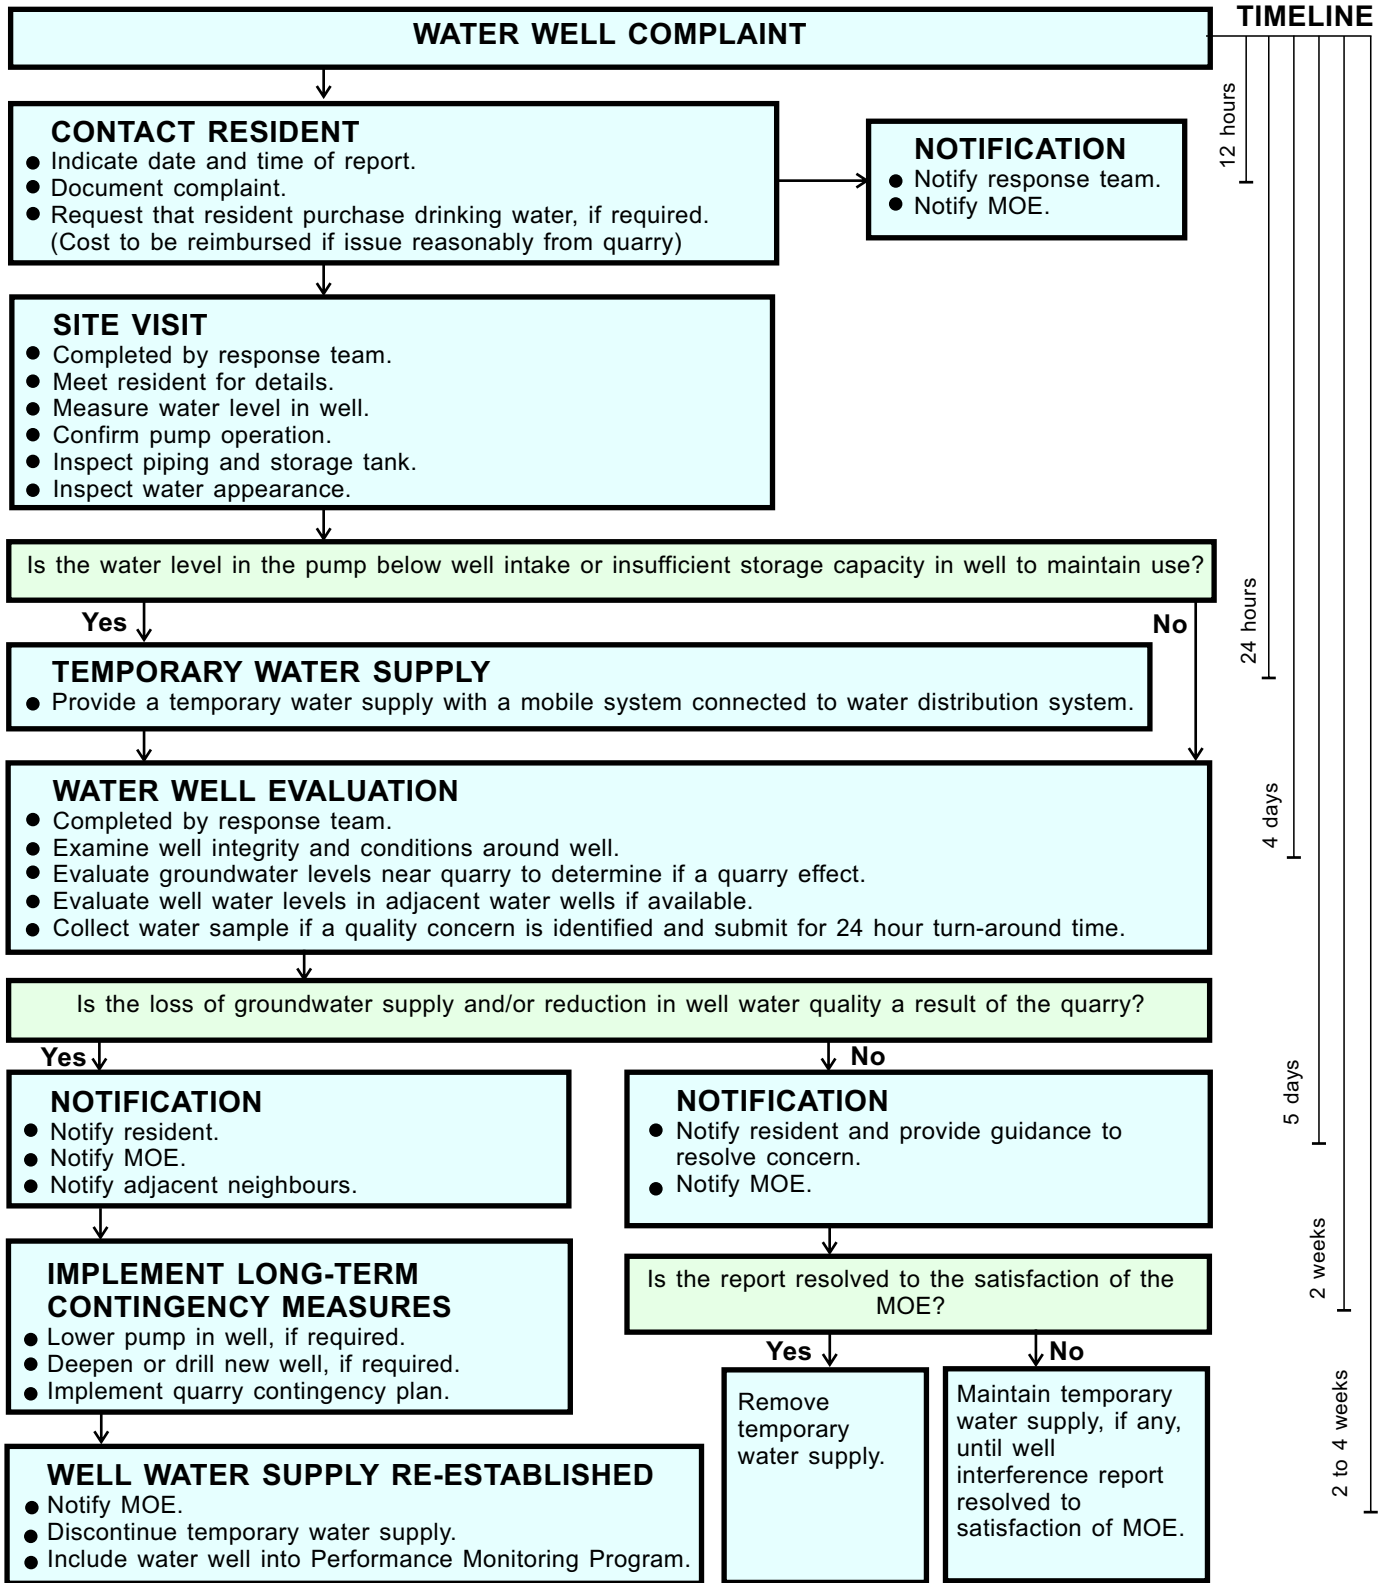 TIMELINE
WATER WELL COMPLAINT
12 hours
CONTACT RESIDENT
● Indicate date and time of report.
● Document complaint.
● Request that resident purchase drinking water, if required.
(Cost to be reimbursed if issue reasonably from quarry)
NOTIFICATION
● Notify response team.
● Notify MOE.
SITE VISIT
● Completed by response team.
● Meet resident for details.
● Measure water level in well.
● Confirm pump operation.
● Inspect piping and storage tank.
● Inspect water appearance.
Is the water level in the pump below well intake or insufficient storage capacity in well to maintain use?
Yes
No
24 hours
TEMPORARY WATER SUPPLY
● Provide a temporary water supply with a mobile system connected to water distribution system.
WATER WELL EVALUATION
● Completed by response team.
● Examine well integrity and conditions around well.
● Evaluate groundwater levels near quarry to determine if a quarry effect.
● Evaluate well water levels in adjacent water wells if available.
● Collect water sample if a quality concern is identified and submit for 24 hour turn-around time.
4 days
Is the loss of groundwater supply and/or reduction in well water quality a result of the quarry?
Yes
No
5 days
NOTIFICATION
● Notify resident.
● Notify MOE.
● Notify adjacent neighbours.
NOTIFICATION
● Notify resident and provide guidance to
resolve concern.
● Notify MOE.
IMPLEMENT LONG-TERM
CONTINGENCY MEASURES
● Lower pump in well, if required.
● Deepen or drill new well, if required.
● Implement quarry contingency plan.
Is the report resolved to the satisfaction of the
MOE?
2 weeks
Yes
No
Remove
temporary
water supply.
Maintain temporary
water supply, if any,
until well
interference report
resolved to
satisfaction of MOE.
2 to 4 weeks
WELL WATER SUPPLY RE-ESTABLISHED
● Notify MOE.
● Discontinue temporary water supply.
● Include water well into Performance Monitoring Program.